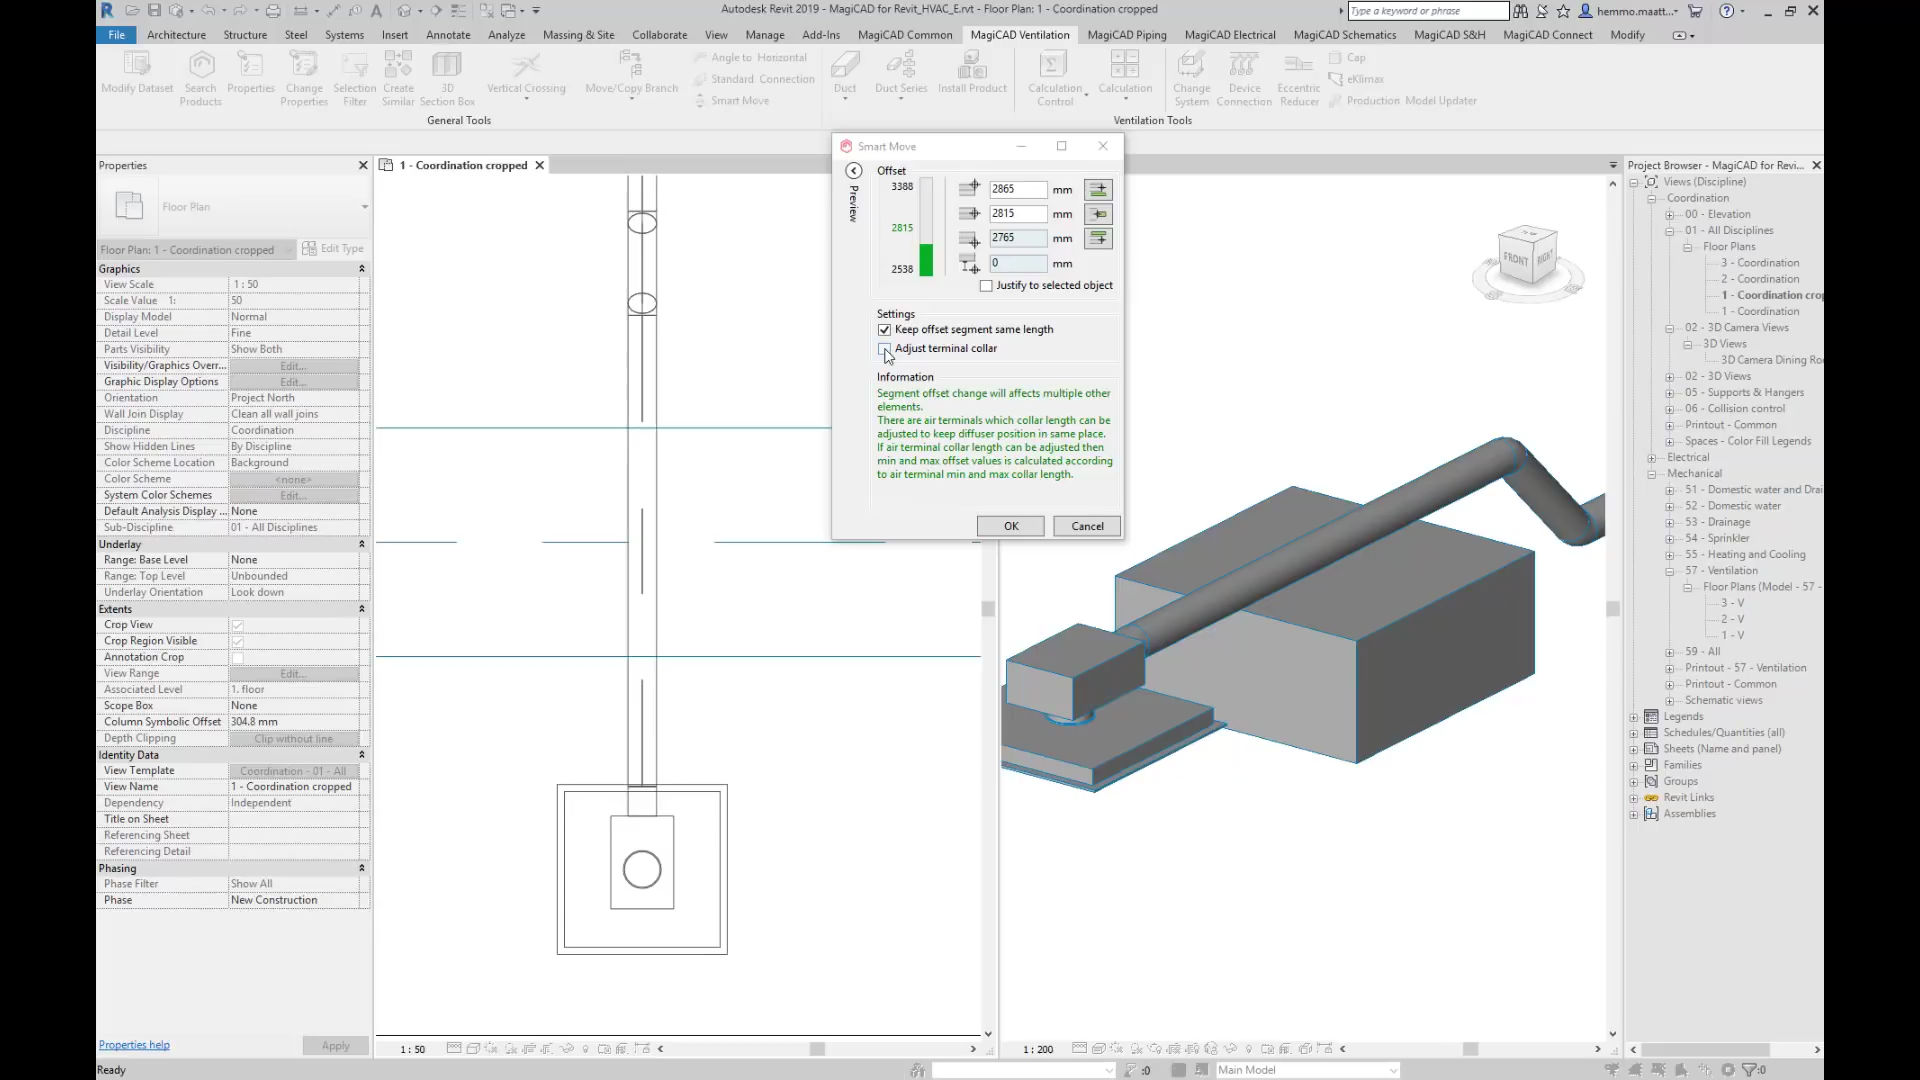 Autodesk Revit 2019 - MagiCAD for Revit_HVAC_E.rvt - Floor Plan: 1 - Coordination cropped
Type a keyword or phrase
hemmo.maatt...
File Architecture Structure Steel Systems Insert Annotate Analyze Massing & Site Collaborate View Manage Add-Ins MagiCAD Common MagiCAD Ventilation MagiCAD Piping MagiCAD Electrical MagiCAD Schematics MagiCAD S&H MagiCAD Connect Modify
Modify Dataset
Search Products
Properties
Change Properties
Selection Filter
Create Similar
3D Section Box
Vertical Crossing
Move/Copy Branch
Angle to Horizontal
Standard Connection
Smart Move
Duct
Duct Series
Install Product
Calculation Control
Calculation
Change System
Device Connection
Eccentric Reducer
Cap
eKlimax
Production Model Updater
General Tools
Ventilation Tools
Properties
Floor Plan
Floor Plan: 1 - Coordination cropped
Edit Type
Graphics
View Scale 1 : 50
Scale Value 1: 50
Display Model Normal
Detail Level Fine
Parts Visibility Show Both
Visibility/Graphics Overr... Edit...
Graphic Display Options Edit...
Orientation Project North
Wall Join Display Clean all wall joins
Discipline Coordination
Show Hidden Lines By Discipline
Color Scheme Location Background
Color Scheme <none>
System Color Schemes Edit...
Default Analysis Display ... None
Sub-Discipline 01 - All Disciplines
Underlay
Range: Base Level None
Range: Top Level Unbounded
Underlay Orientation Look down
Extents
Crop View
Crop Region Visible
Annotation Crop
View Range Edit...
Associated Level 1. floor
Scope Box None
Column Symbolic Offset 304.8 mm
Depth Clipping Clip without line
Identity Data
View Template Coordination - 01 - All
View Name 1 - Coordination cropped
Dependency Independent
Title on Sheet
Referencing Sheet
Referencing Detail
Phasing
Phase Filter Show All
Phase New Construction
Properties help
Apply
Ready
1 - Coordination cropped
1 : 50
Smart Move
Preview
Offset
3388
2815
2538
2865 mm
2815 mm
2765 mm
0 mm
Justify to selected object
Settings
Keep offset segment same length
Adjust terminal collar
Information
Segment offset change will affects multiple other
elements.
There are air terminals which collar length can be
adjusted to keep diffuser position in same place.
If air terminal collar length can be adjusted then
min and max offset values is calculated according
to air terminal min and max collar length.
OK
Cancel
FRONT
RIGHT
1 : 200
:0
Main Model
:0
Project Browser - MagiCAD for Revi...
Views (Discipline)
Coordination
00 - Elevation
01 - All Disciplines
Floor Plans
3 - Coordination
2 - Coordination
1 - Coordination crop
1 - Coordination
02 - 3D Camera Views
3D Views
3D Camera Dining Ro
02 - 3D Views
05 - Supports & Hangers
06 - Collision control
Printout - Common
Spaces - Color Fill Legends
Electrical
Mechanical
51 - Domestic water and Drai
52 - Domestic water
53 - Drainage
54 - Sprinkler
55 - Heating and Cooling
57 - Ventilation
Floor Plans (Model - 57 -
3 - V
2 - V
1 - V
59 - All
Printout - 57 - Ventilation
Printout - Common
Schematic views
Legends
Schedules/Quantities (all)
Sheets (Name and panel)
Families
Groups
Revit Links
Assemblies